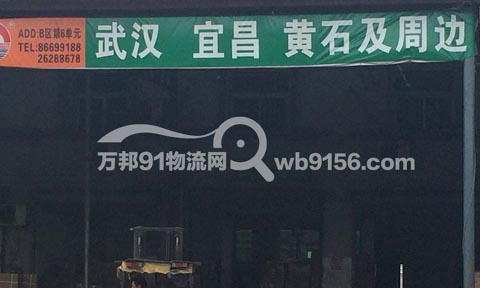 ADD:B区第6单元
TEL:86699188
26288678
武汉 宜昌 黄石及周边
万邦91物流网 wb9156.com